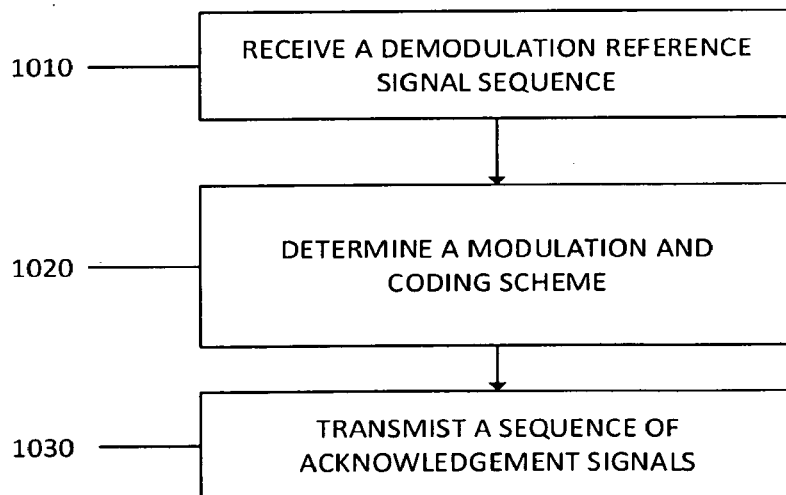 1010
RECEIVE A DEMODULATION REFERENCE
SIGNAL SEQUENCE
1020
DETERMINE A MODULATION AND
CODING SCHEME
1030
TRANSMIST A SEQUENCE OF
ACKNOWLEDGEMENT SIGNALS